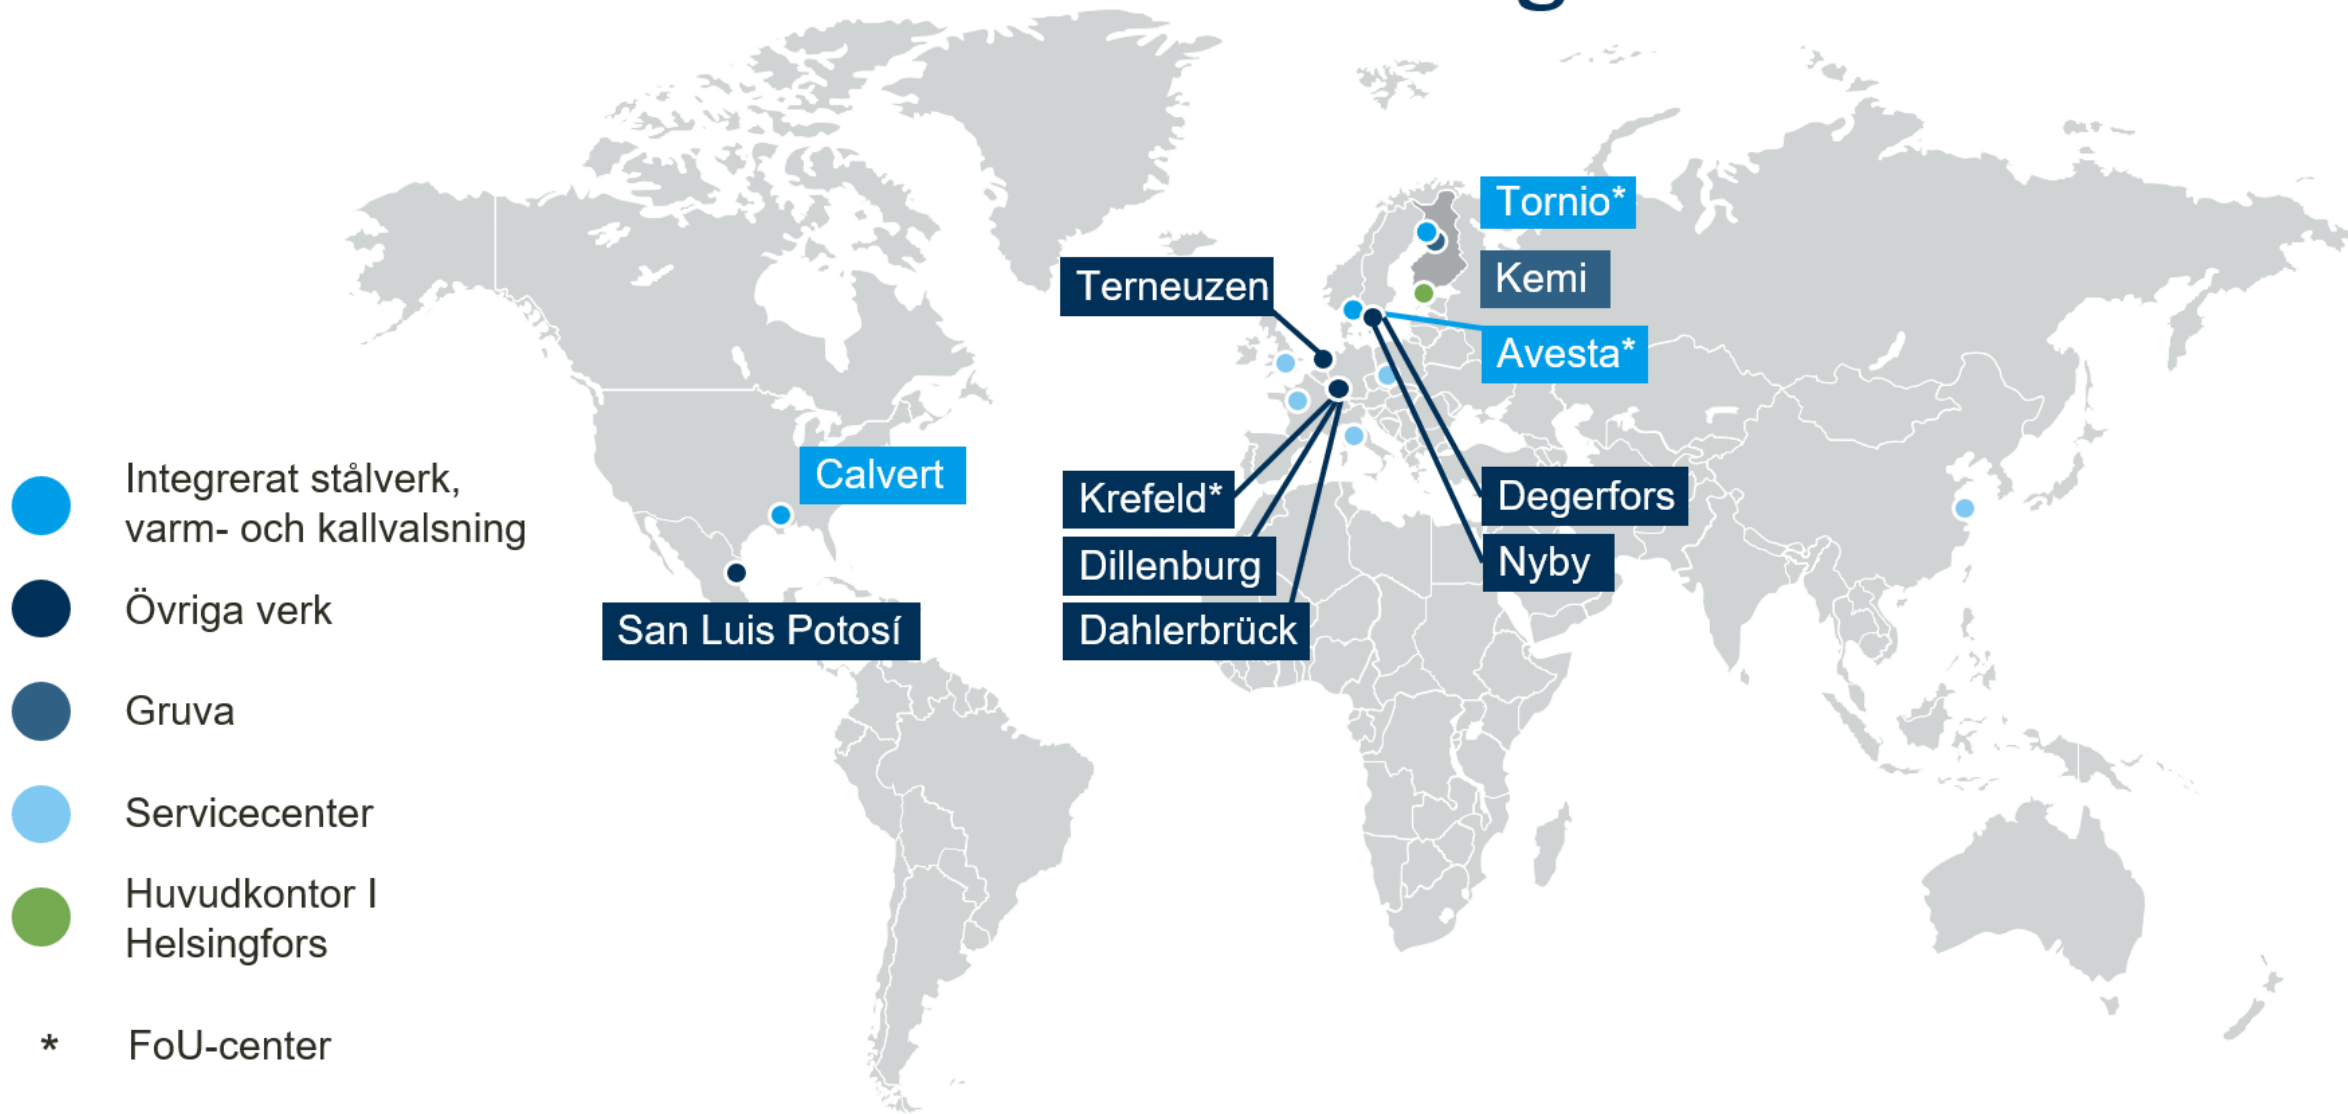 Tornio*
Kemi
Terneuzen
Avesta*
Calvert
Krefeld*
Dillenburg
Dahlerbrück
Degerfors
Nyby
San Luis Potosí
Integrerat stålverk,
varm- och kallvalsning
Övriga verk
Gruva
Servicecenter
Huvudkontor I
Helsingfors
* FoU-center